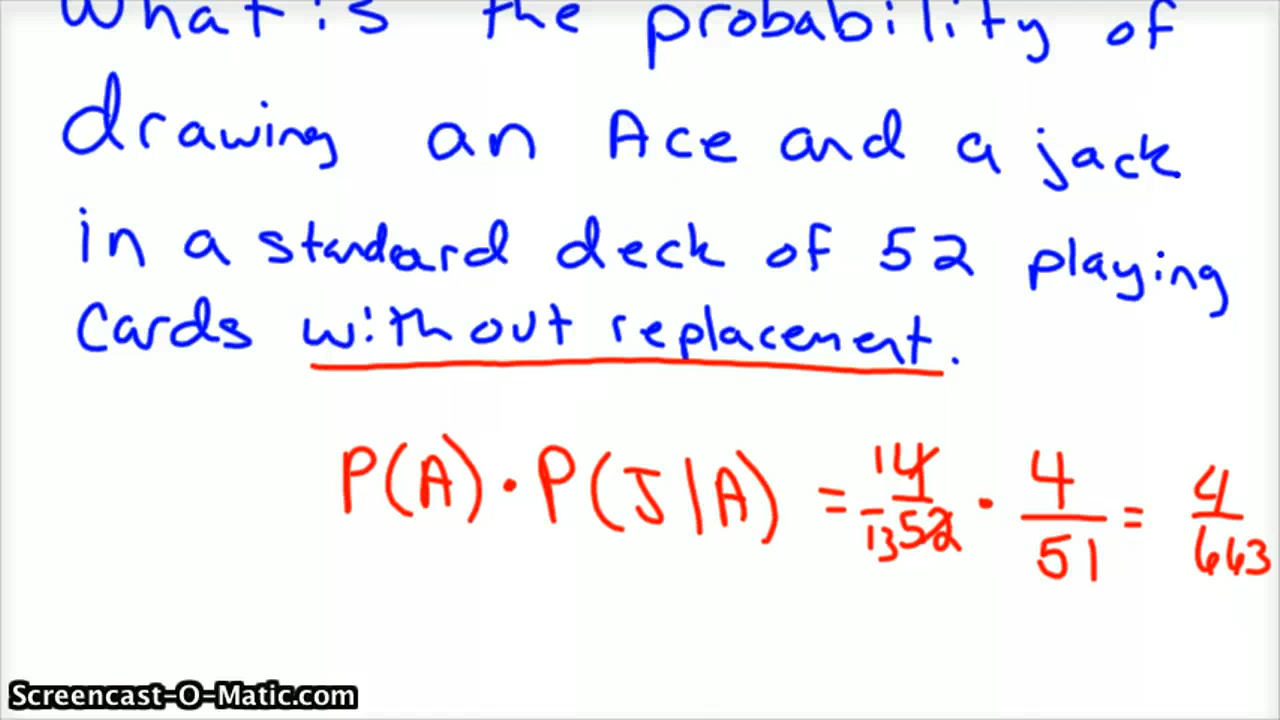 What is the probability of
drawing an Ace and a jack
in a standard deck of 52 playing
Cards without replacement.
P(A) · P(J|A) = 1 4/13 52 · 4/51 = 4/663
Screencast-O-Matic.com